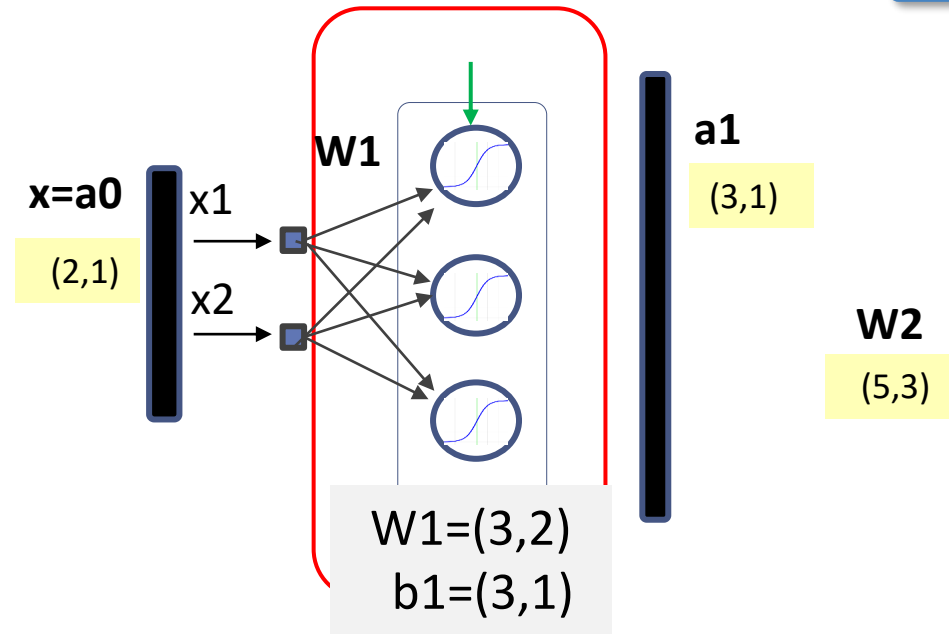 x=a0
(2,1)
x1
x2
W1
a1
(3,1)
W2
(5,3)
W1=(3,2)
b1=(3,1)